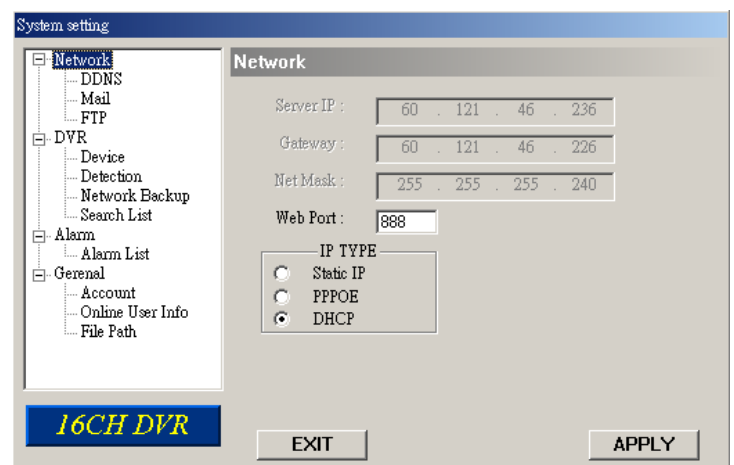 System setting
Network
DDNS
Mail
FTP
DVR
Device
Detection
Network Backup
Search List
Alarm
Alarm List
Gerenal
Account
Online User Info
File Path
16CH DVR
Network
Server IP : 60 . 121 . 46 . 236
Gateway : 60 . 121 . 46 . 226
Net Mask : 255 . 255 . 255 . 240
Web Port : 888
IP TYPE
Static IP
PPPOE
DHCP
EXIT APPLY